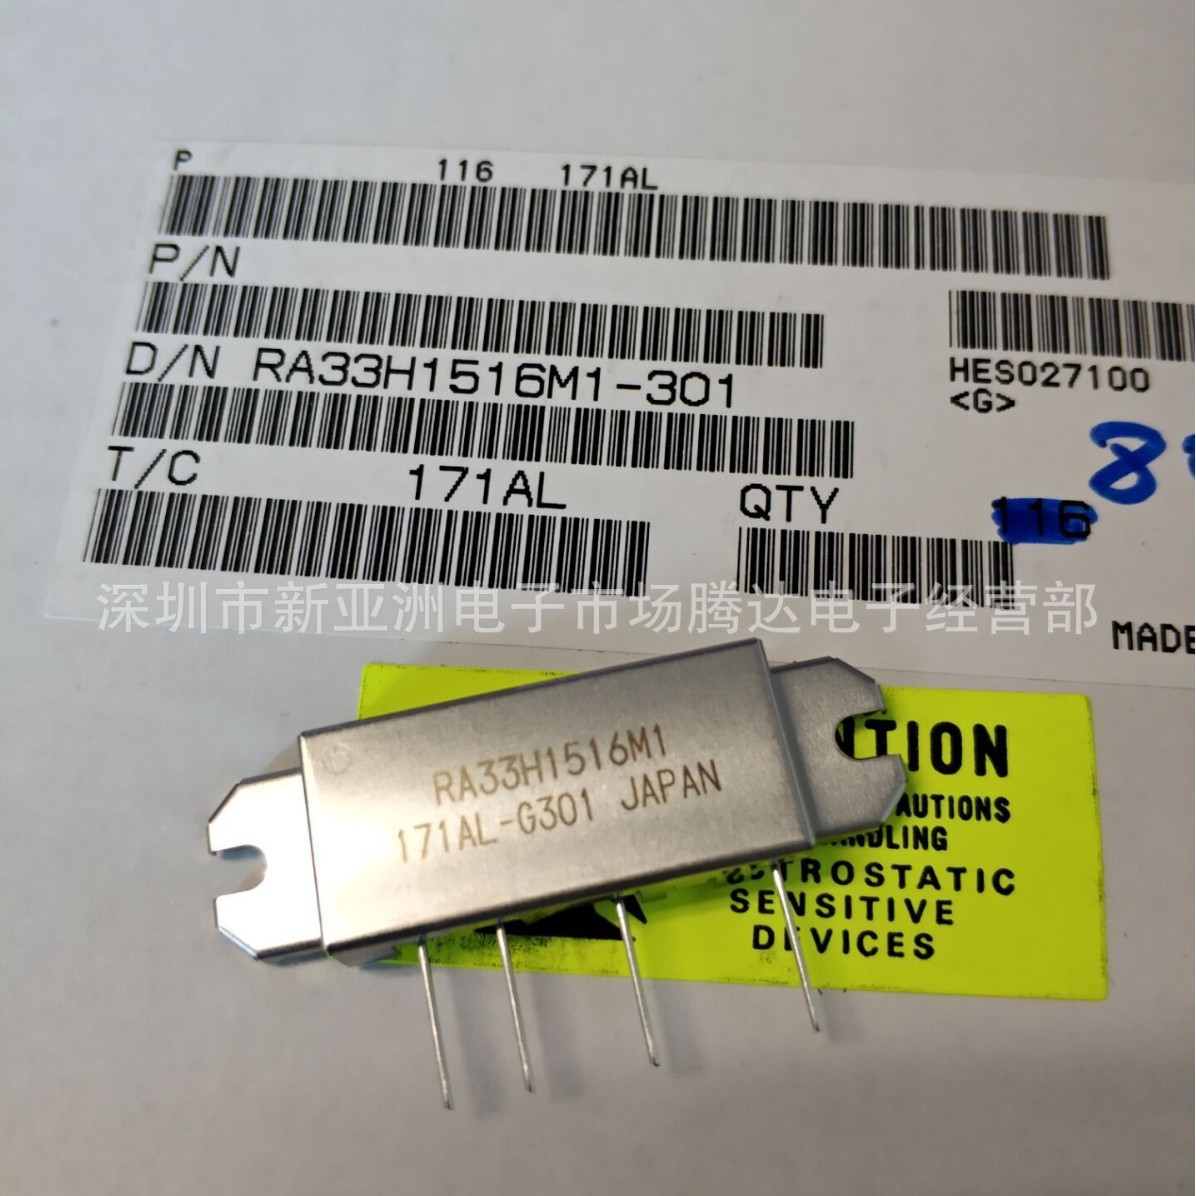 P 116 171AL
P/N
D/N RA33H1516M1-301
HES027100
<G>
T/C 171AL QTY 116
8
深圳市新亚洲电子市场腾达电子经营部
MADE
RA33H1516M1
171AL-G301 JAPAN
NTION
AUTIONS
NDLING
TROSTATIC
SENSITIVE
DEVICES